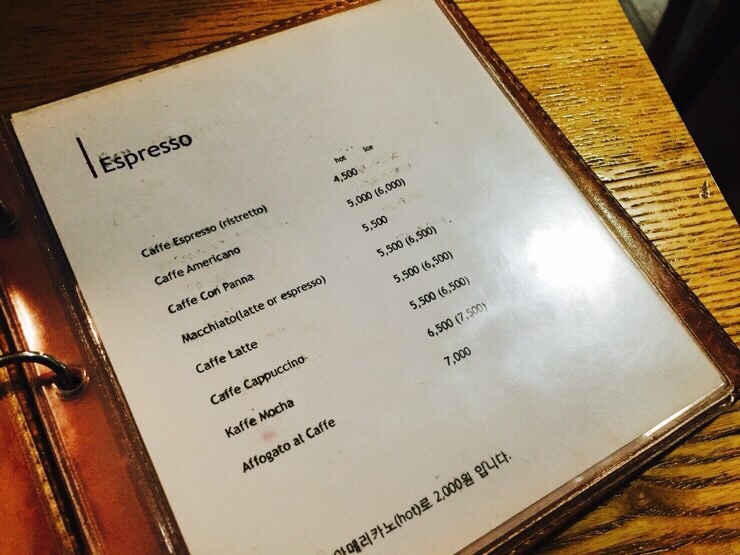 Espresso
hot ice
Caffe Espresso (ristretto) 4,500
Caffe Americano 5,000 (6,000)
Caffe Con Panna 5,500
Macchiato(latte or espresso) 5,500 (6,500)
Caffe Latte 5,500 (6,500)
Caffe Cappuccino 5,500 (6,500)
Kaffe Mocha 6,500 (7,500)
Affogato al Caffe 7,000
아메리카노(hot)로 2,000원 입니다.